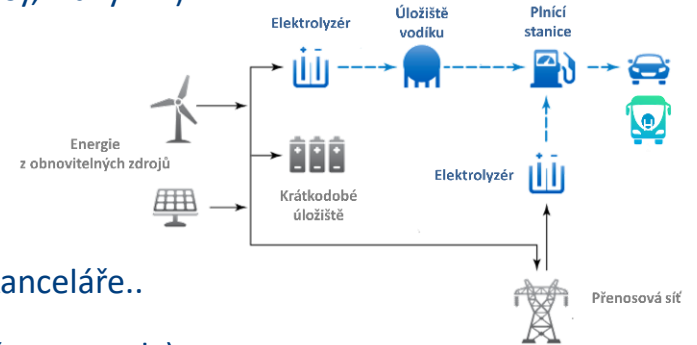 Elektrolyzér
Úložiště
vodíku
Plnící
stanice
Energie
z obnovitelných zdrojů
Krátkodobé
úložiště
Elektrolyzér
Přenosová síť
anceláře..